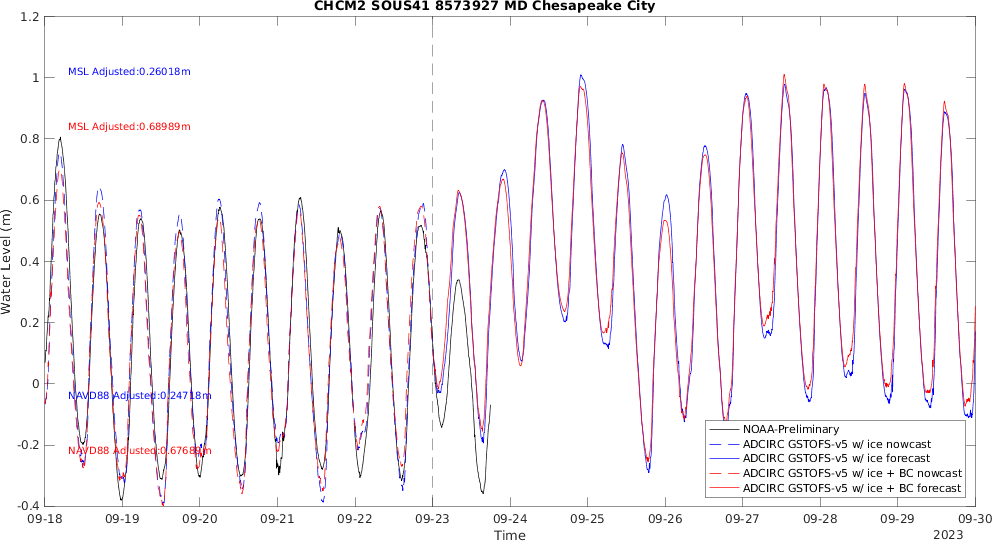 CHCM2 SOUS41 8573927 MD Chesapeake City
Water Level (m)
1.2
1
0.8
0.6
0.4
0.2
0
-0.2
-0.4
MSL Adjusted:0.26018m
MSL Adjusted:0.68989m
NAVD88 Adjusted:0.24718m
NAVD88 Adjusted:0.67689m
NOAA-Preliminary
ADCIRC GSTOFS-v5 w/ ice nowcast
ADCIRC GSTOFS-v5 w/ ice forecast
ADCIRC GSTOFS-v5 w/ ice + BC nowcast
ADCIRC GSTOFS-v5 w/ ice + BC forecast
09-18 09-19 09-20 09-21 09-22 09-23 09-24 09-25 09-26 09-27 09-28 09-29 09-30
Time
2023